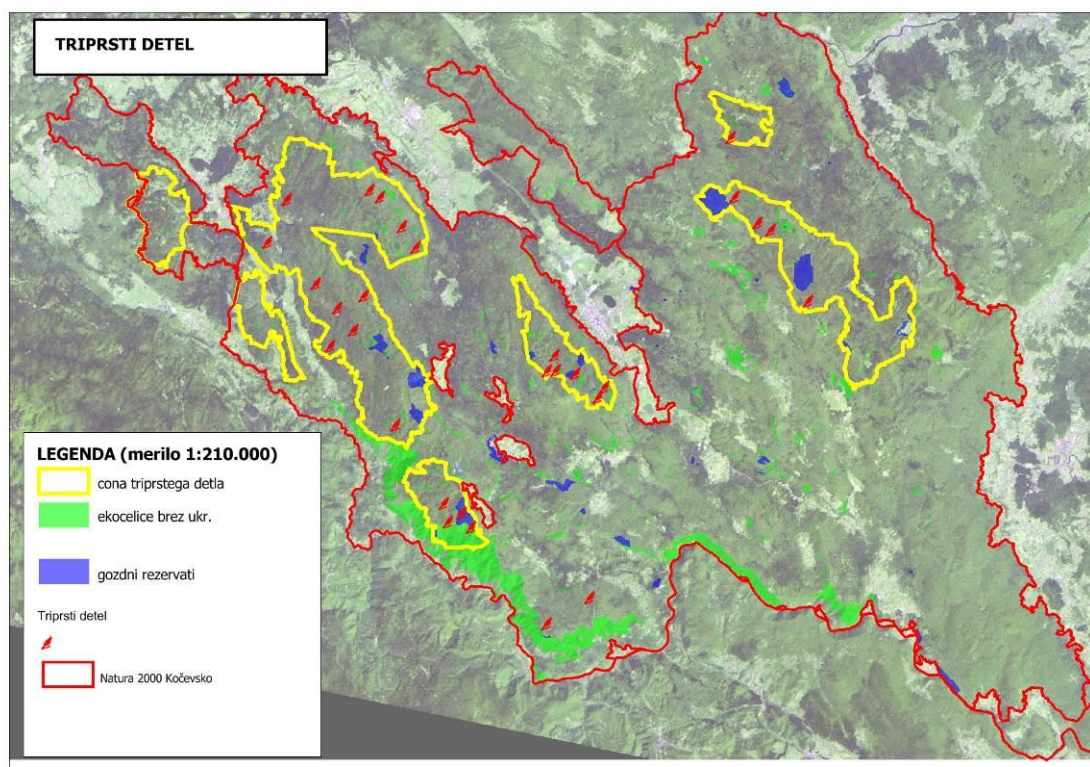 TRIPRSTI DETEL
LEGENDA (merilo 1:210.000)
cona triprstega detla
ekocelice brez ukr.
gozdni rezervati
Triprsti detel
Natura 2000 Kočevsko